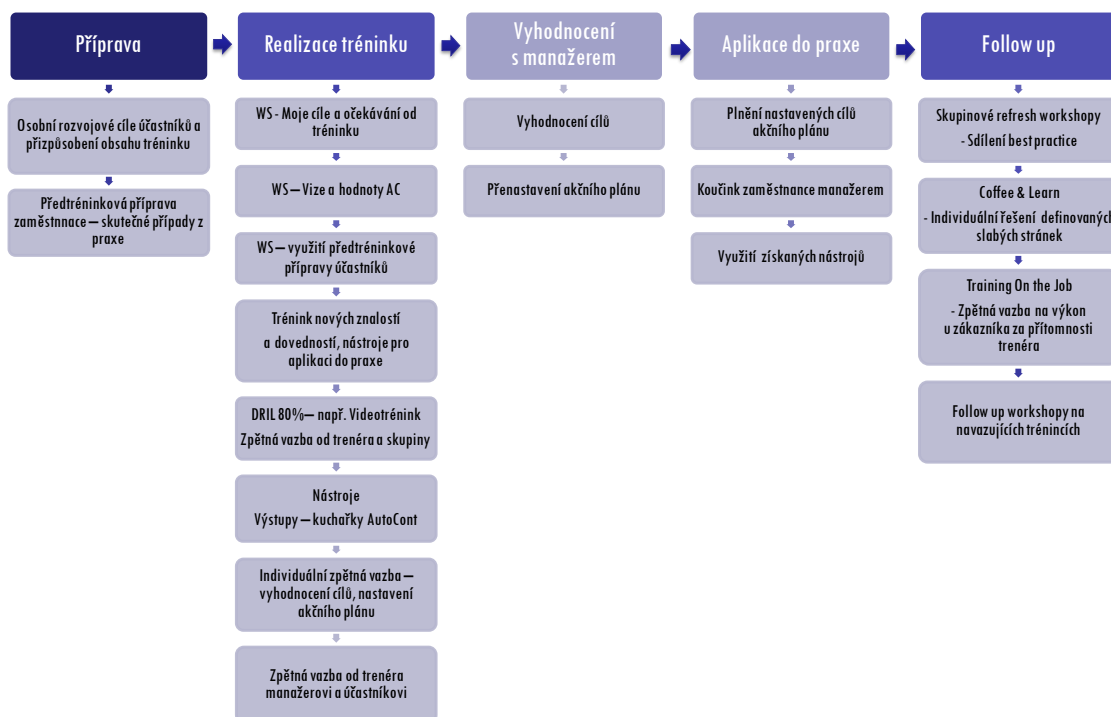 Příprava
Osobní rozvojové cíle účastníků a
přizpůsobení obsahu tréninku
Předtréninková příprava
zaměstnnace – skutečné případy z
praxe
Realizace tréninku
WS - Moje cíle a očekávání od
tréninku
WS – Vize a hodnoty AC
WS – využití předtréninkové
přípravy účastníků
Trénink nových znalostí
a dovedností, nástroje pro
aplikaci do praxe
DRIL 80% – např. Videotrénink
Zpětná vazba od trenéra a skupiny
Nástroje
Výstupy – kuchařky AutoCont
Individuální zpětná vazba –
vyhodnocení cílů, nastavení
akčního plánu
Zpětná vazba od trenéra
manažerovi a účastníkovi
Vyhodnocení
s manažerem
Vyhodnocení cílů
Přenastavení akčního plánu
Aplikace do praxe
Plnění nastavených cílů
akčního plánu
Koučink zaměstnance manažerem
Využití získaných nástrojů
Follow up
Skupinové refresh workshopy
- Sdílení best practice
Coffee & Learn
- Individuální řešení definovaných
slabých stránek
Training On the Job
- Zpětná vazba na výkon
u zákazníka za přítomnosti
trenéra
Follow up workshopy na
navazujících trénincích